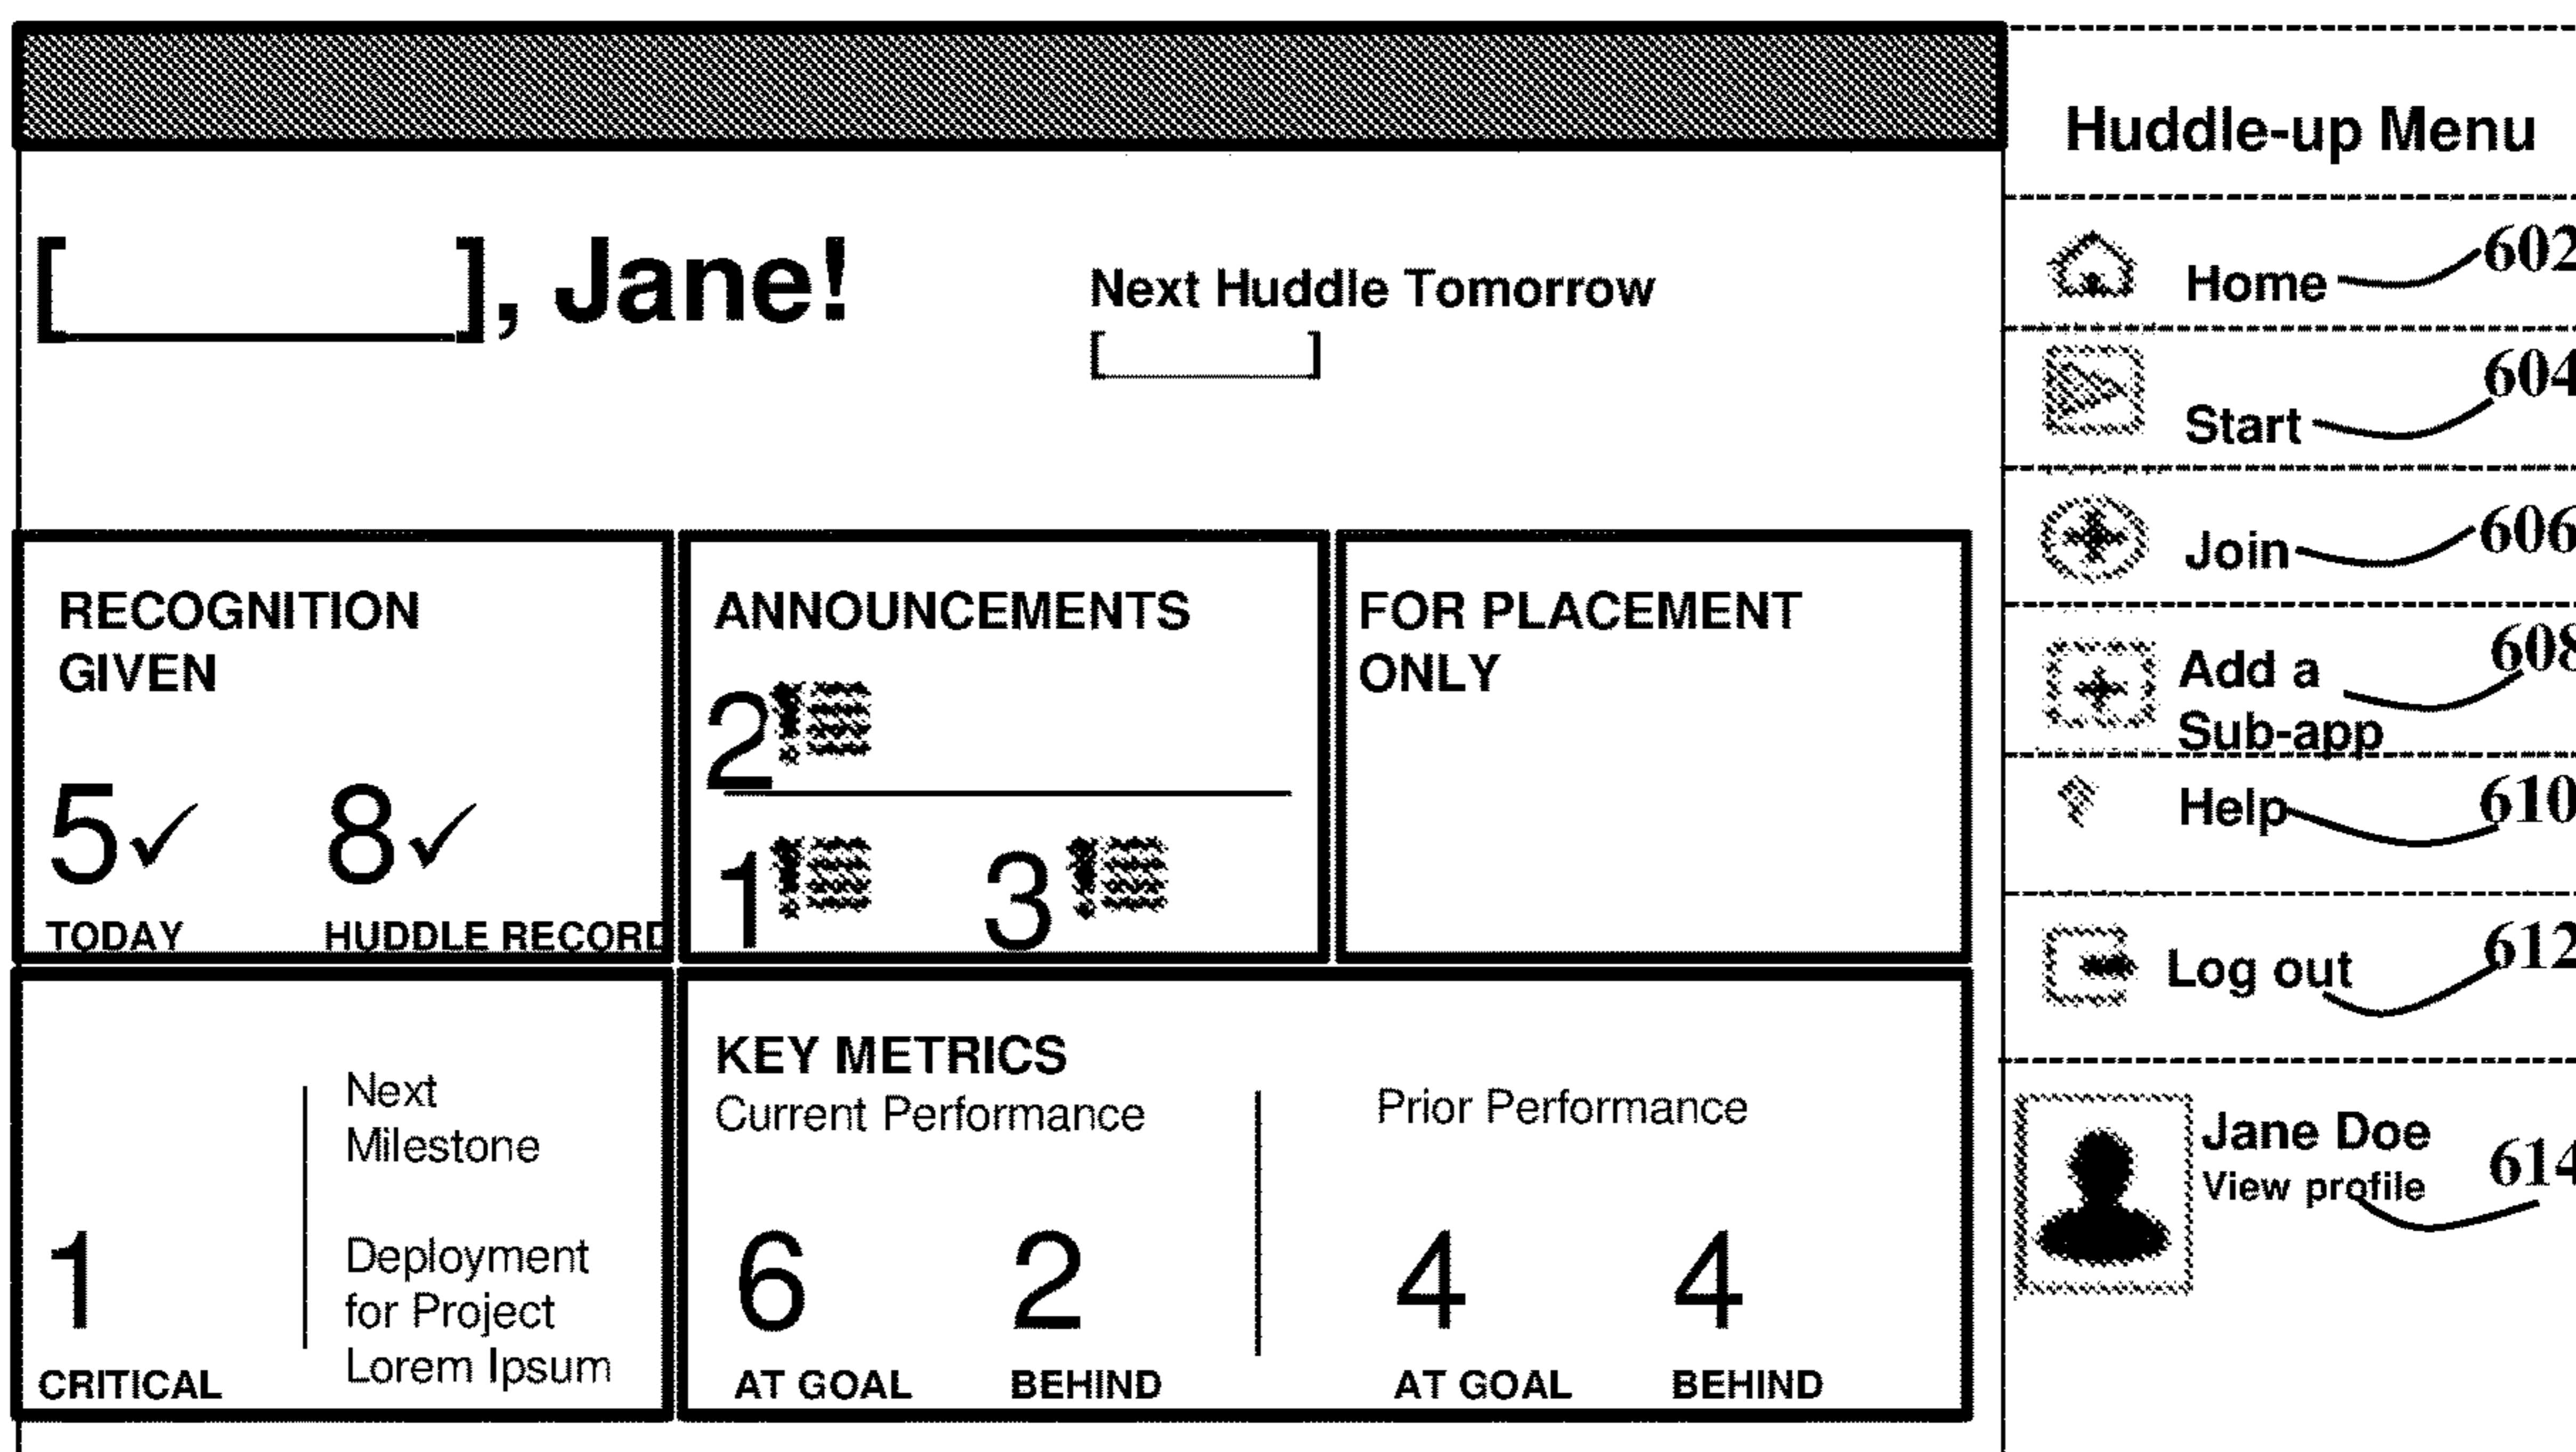 Huddle-up Menu
[ ], Jane!
Next Huddle Tomorrow
[ ]
RECOGNITION
GIVEN
5✓ 8✓
TODAY HUDDLE RECORD
ANNOUNCEMENTS
2
1 3
FOR PLACEMENT
ONLY
1
CRITICAL
Next
Milestone
Deployment
for Project
Lorem Ipsum
KEY METRICS
Current Performance
6 2
AT GOAL BEHIND
Prior Performance
4 4
AT GOAL BEHIND
Home 602
Start 604
Join 606
Add a 608
Sub-app
Help 610
Log out 612
Jane Doe
View profile 614